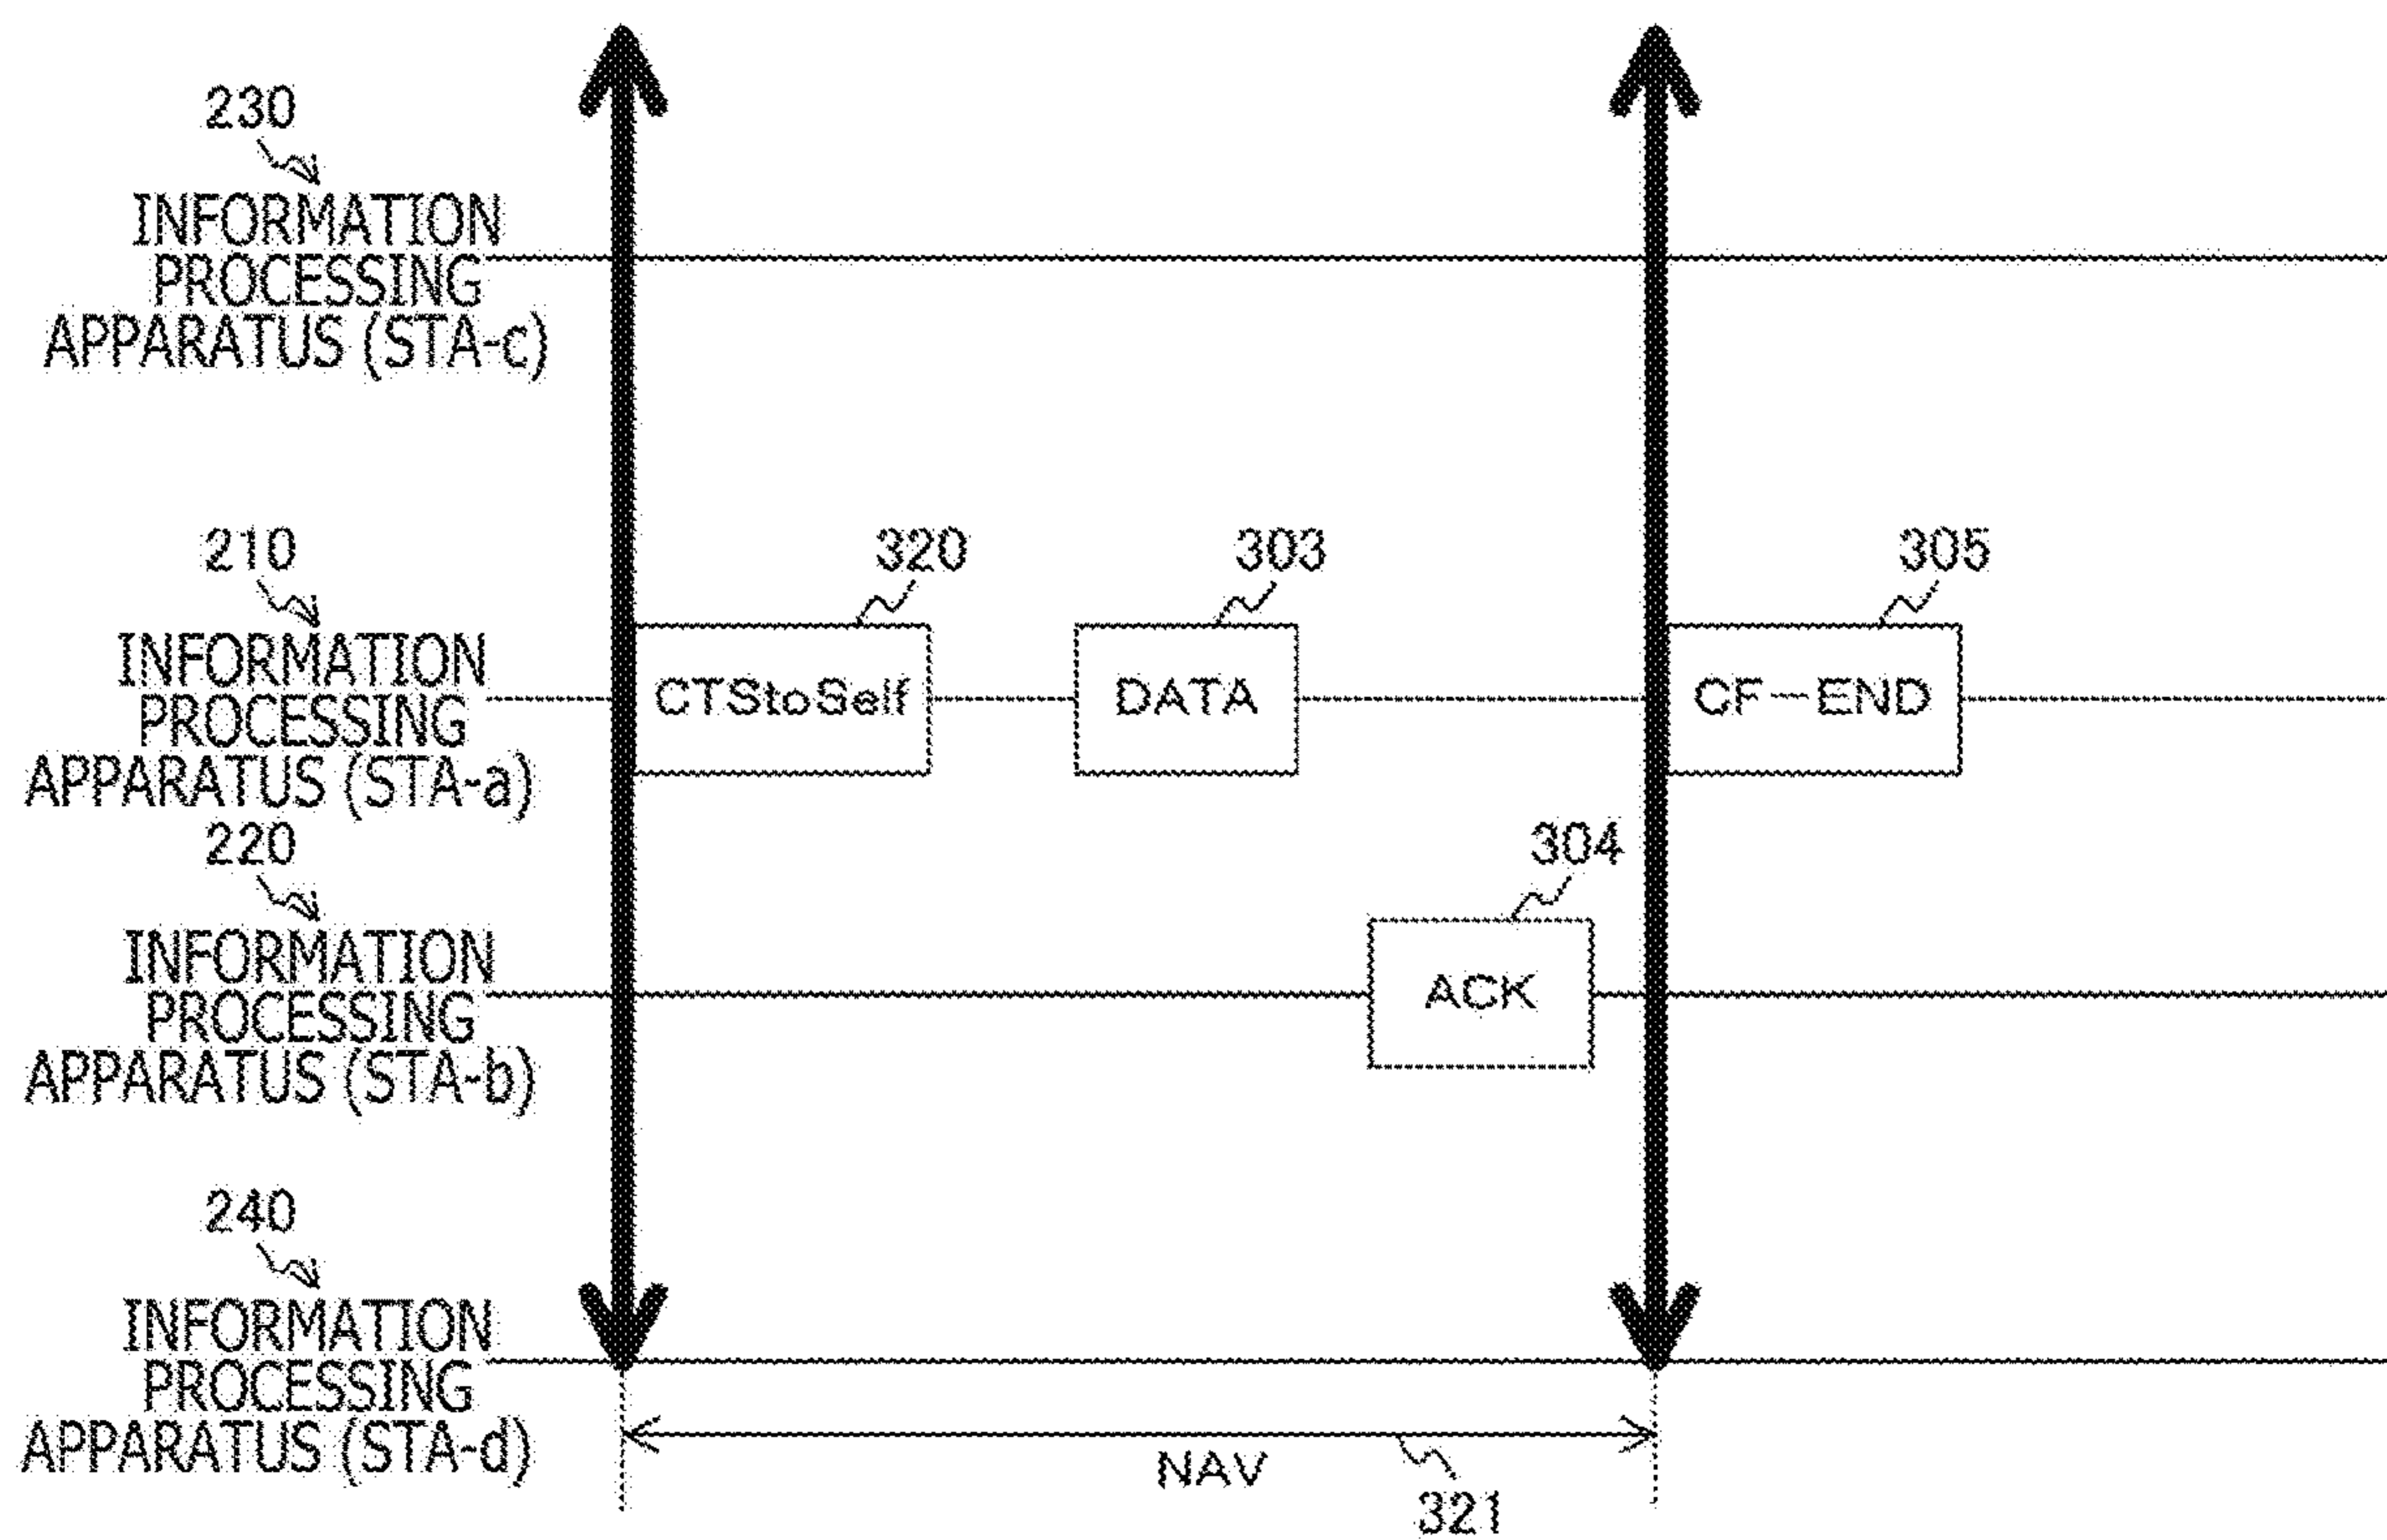 230
INFORMATION
PROCESSING
APPARATUS (STA-c)
210
INFORMATION
PROCESSING
APPARATUS (STA-a)
320
CTStoSelf
303
DATA
305
CF-END
220
INFORMATION
PROCESSING
APPARATUS (STA-b)
304
ACK
240
INFORMATION
PROCESSING
APPARATUS (STA-d)
NAV
321